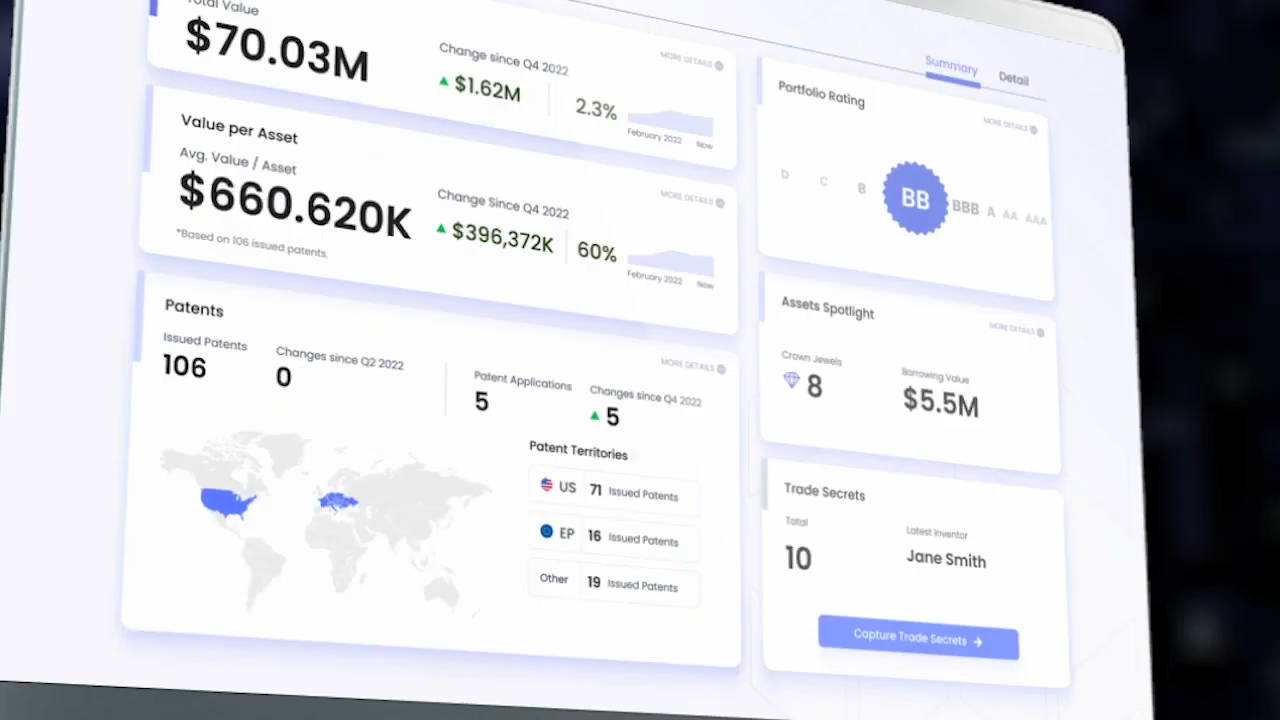 Total Value
$70.03M
Change since Q4 2022
$1.62M
2.3%
MORE DETAILS
February 2022 Now
Value per Asset
Avg. Value / Asset
$660.620K
*Based on 106 issued patents.
Change Since Q4 2022
$396,372K
60%
MORE DETAILS
February 2022 Now
Patents
MORE DETAILS
Issued Patents
106
Changes since Q2 2022
0
Patent Applications
5
Changes since Q4 2022
5
Patent Territories
US 71 Issued Patents
EP 16 Issued Patents
Other 19 Issued Patents
Summary Detail
Portfolio Rating
MORE DETAILS
D C B BB BBB A AA AAA
Assets Spotlight
MORE DETAILS
Crown Jewels
8
Borrowing Value
$5.5M
Trade Secrets
Total
10
Latest Inventor
Jane Smith
Capture Trade Secrets →